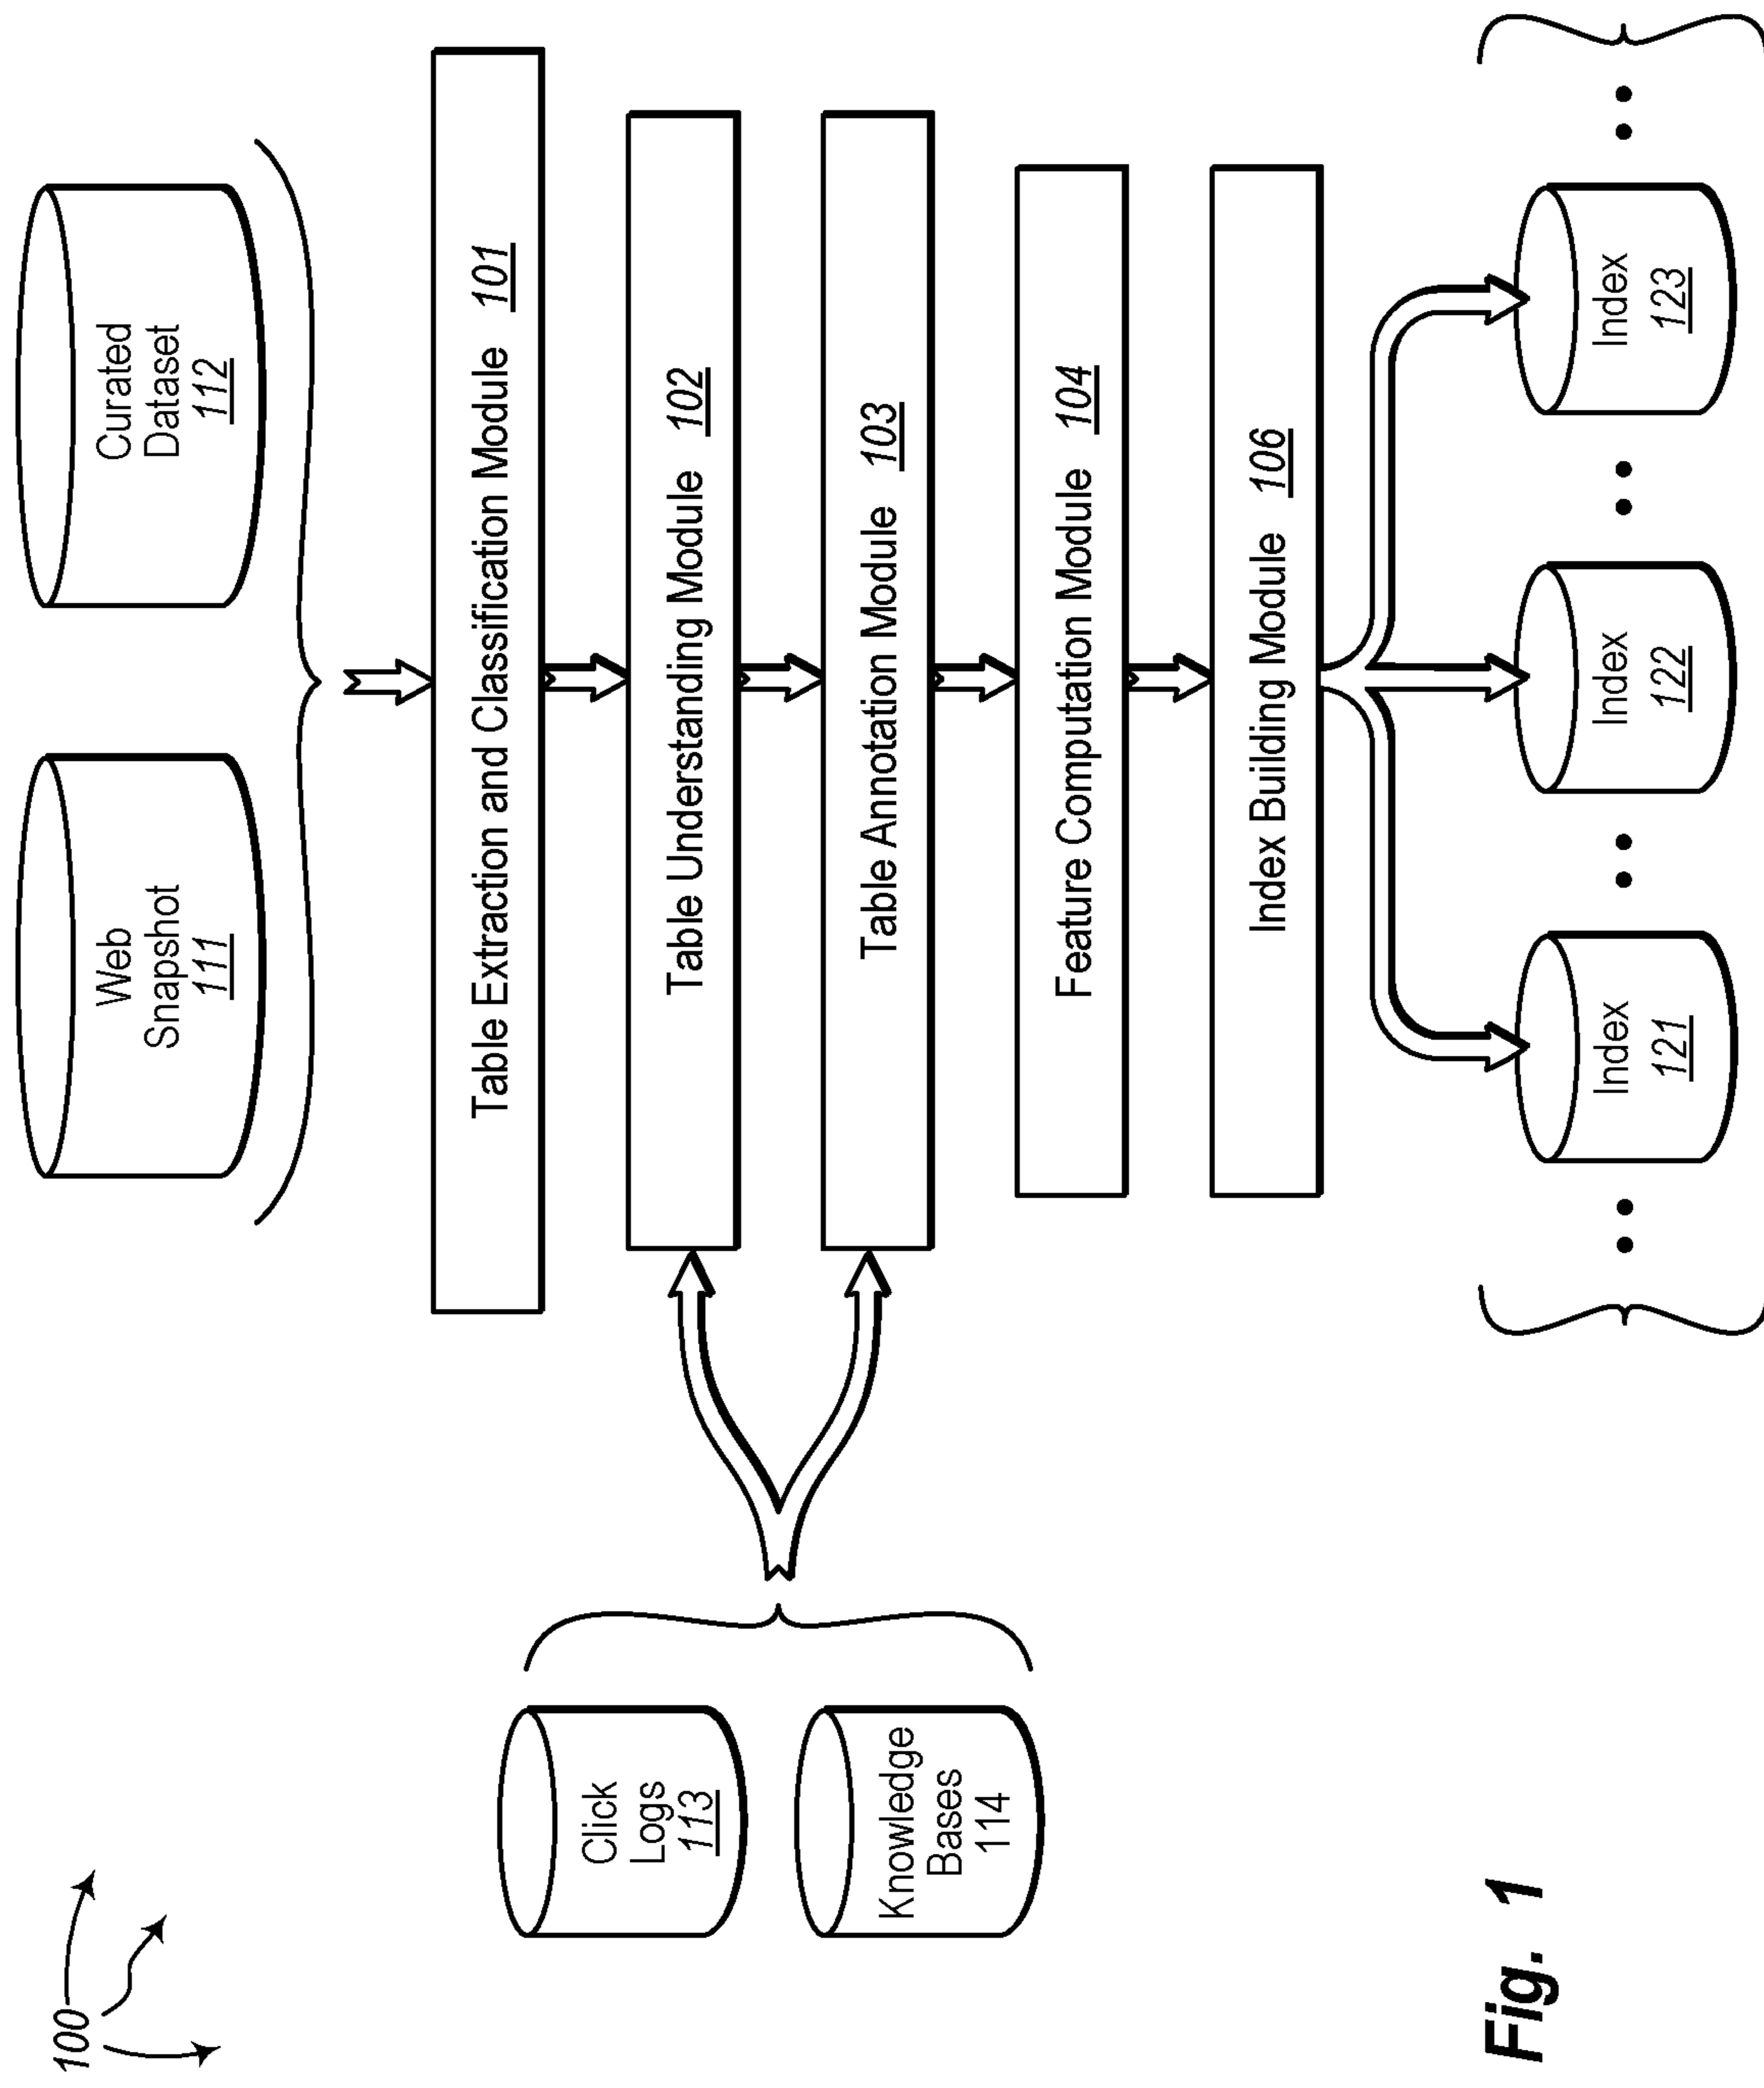 100
Web
Snapshot
111
Curated
Dataset
112
Table Extraction and Classification Module 101
Click
Logs
113
Table Understanding Module 102
Knowledge
Bases
114
Table Annotation Module 103
Feature Computation Module 104
Index Building Module 106
Index
121
Index
122
Index
123
Fig. 1